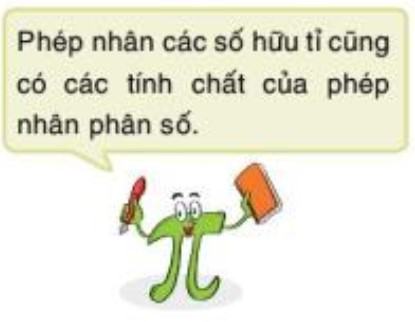 Phép nhân các số hữu tỉ cũng
có các tính chất của phép
nhân phân số.